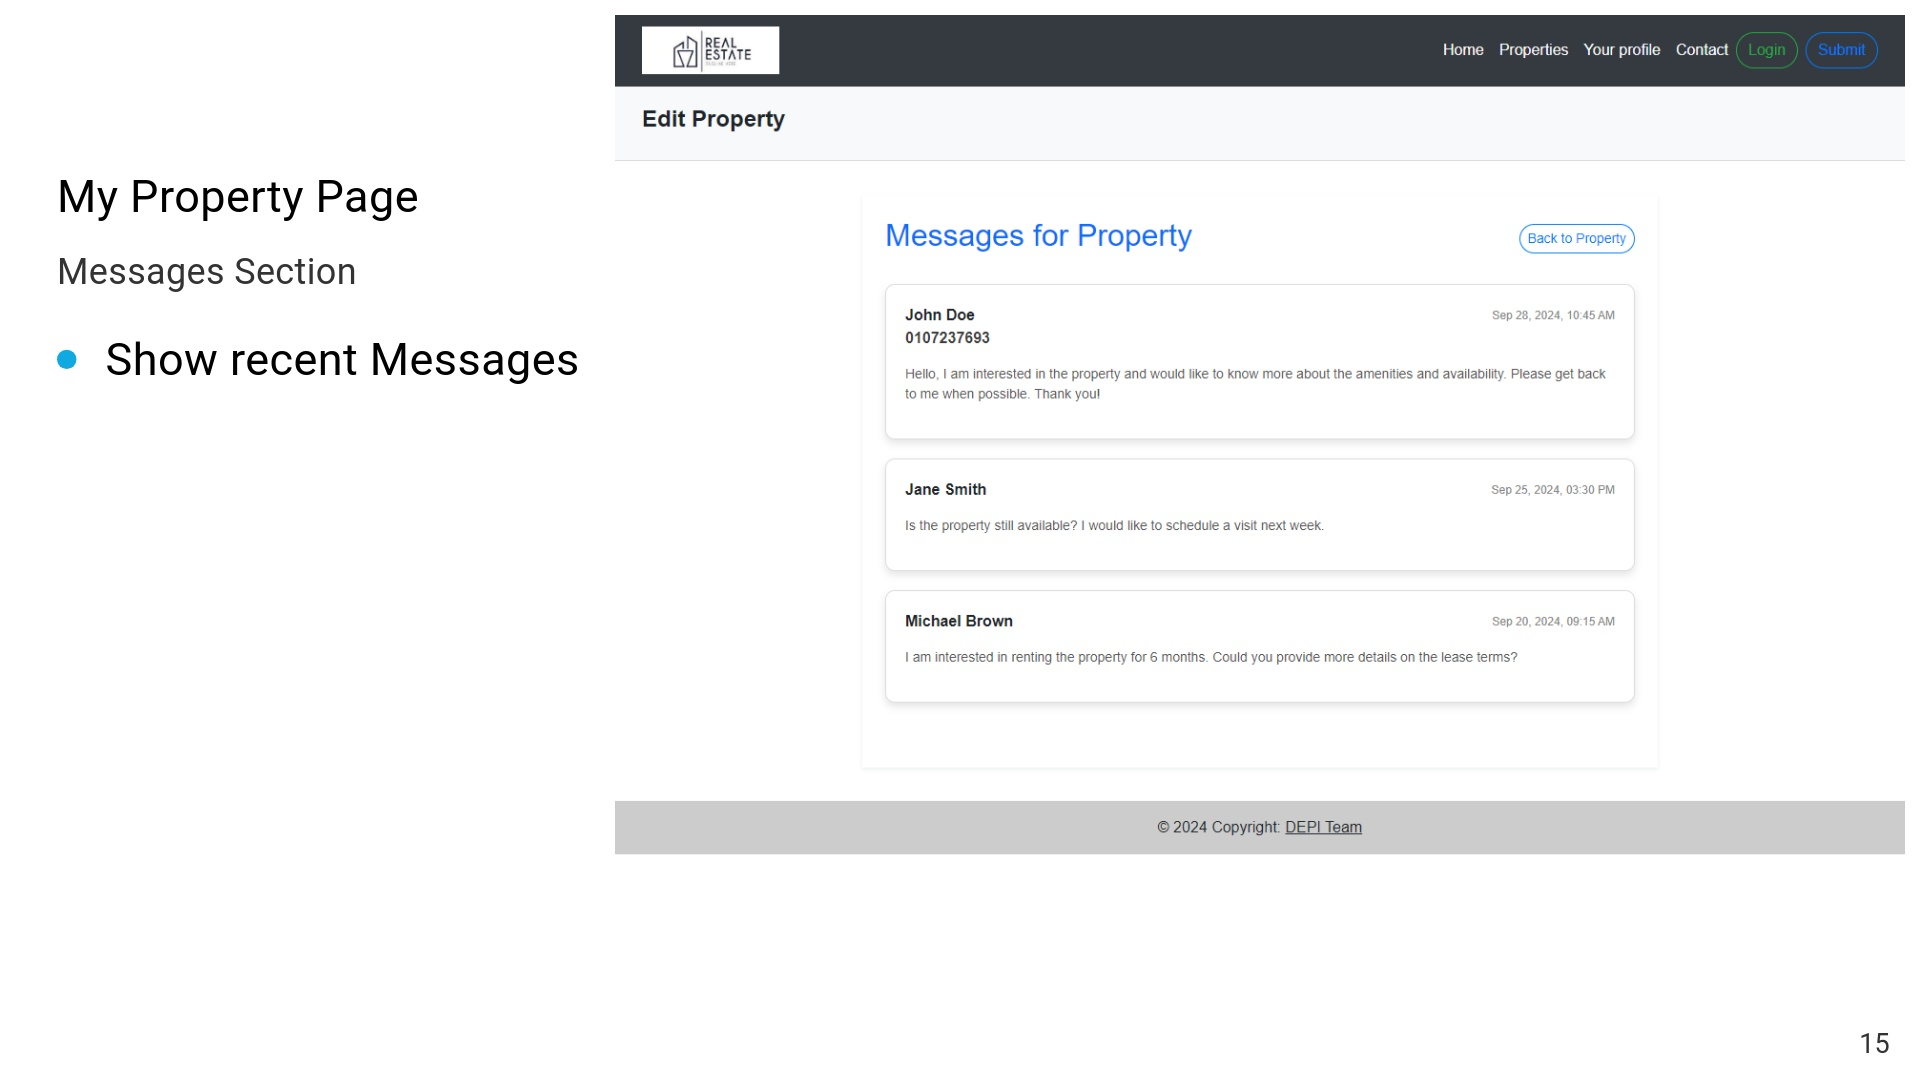 My Property Page
Messages Section
Show recent Messages
REAL
ESTATE
Home Properties Your profile Contact Login Submit
Edit Property
Messages for Property
Back to Property
John Doe
Sep 28, 2024, 10:45 AM
0107237693
Hello, I am interested in the property and would like to know more about the amenities and availability. Please get back
to me when possible. Thank you!
Jane Smith
Sep 25, 2024, 03:30 PM
Is the property still available? I would like to schedule a visit next week.
Michael Brown
Sep 20, 2024, 09:15 AM
I am interested in renting the property for 6 months. Could you provide more details on the lease terms?
© 2024 Copyright: DEPI Team
15